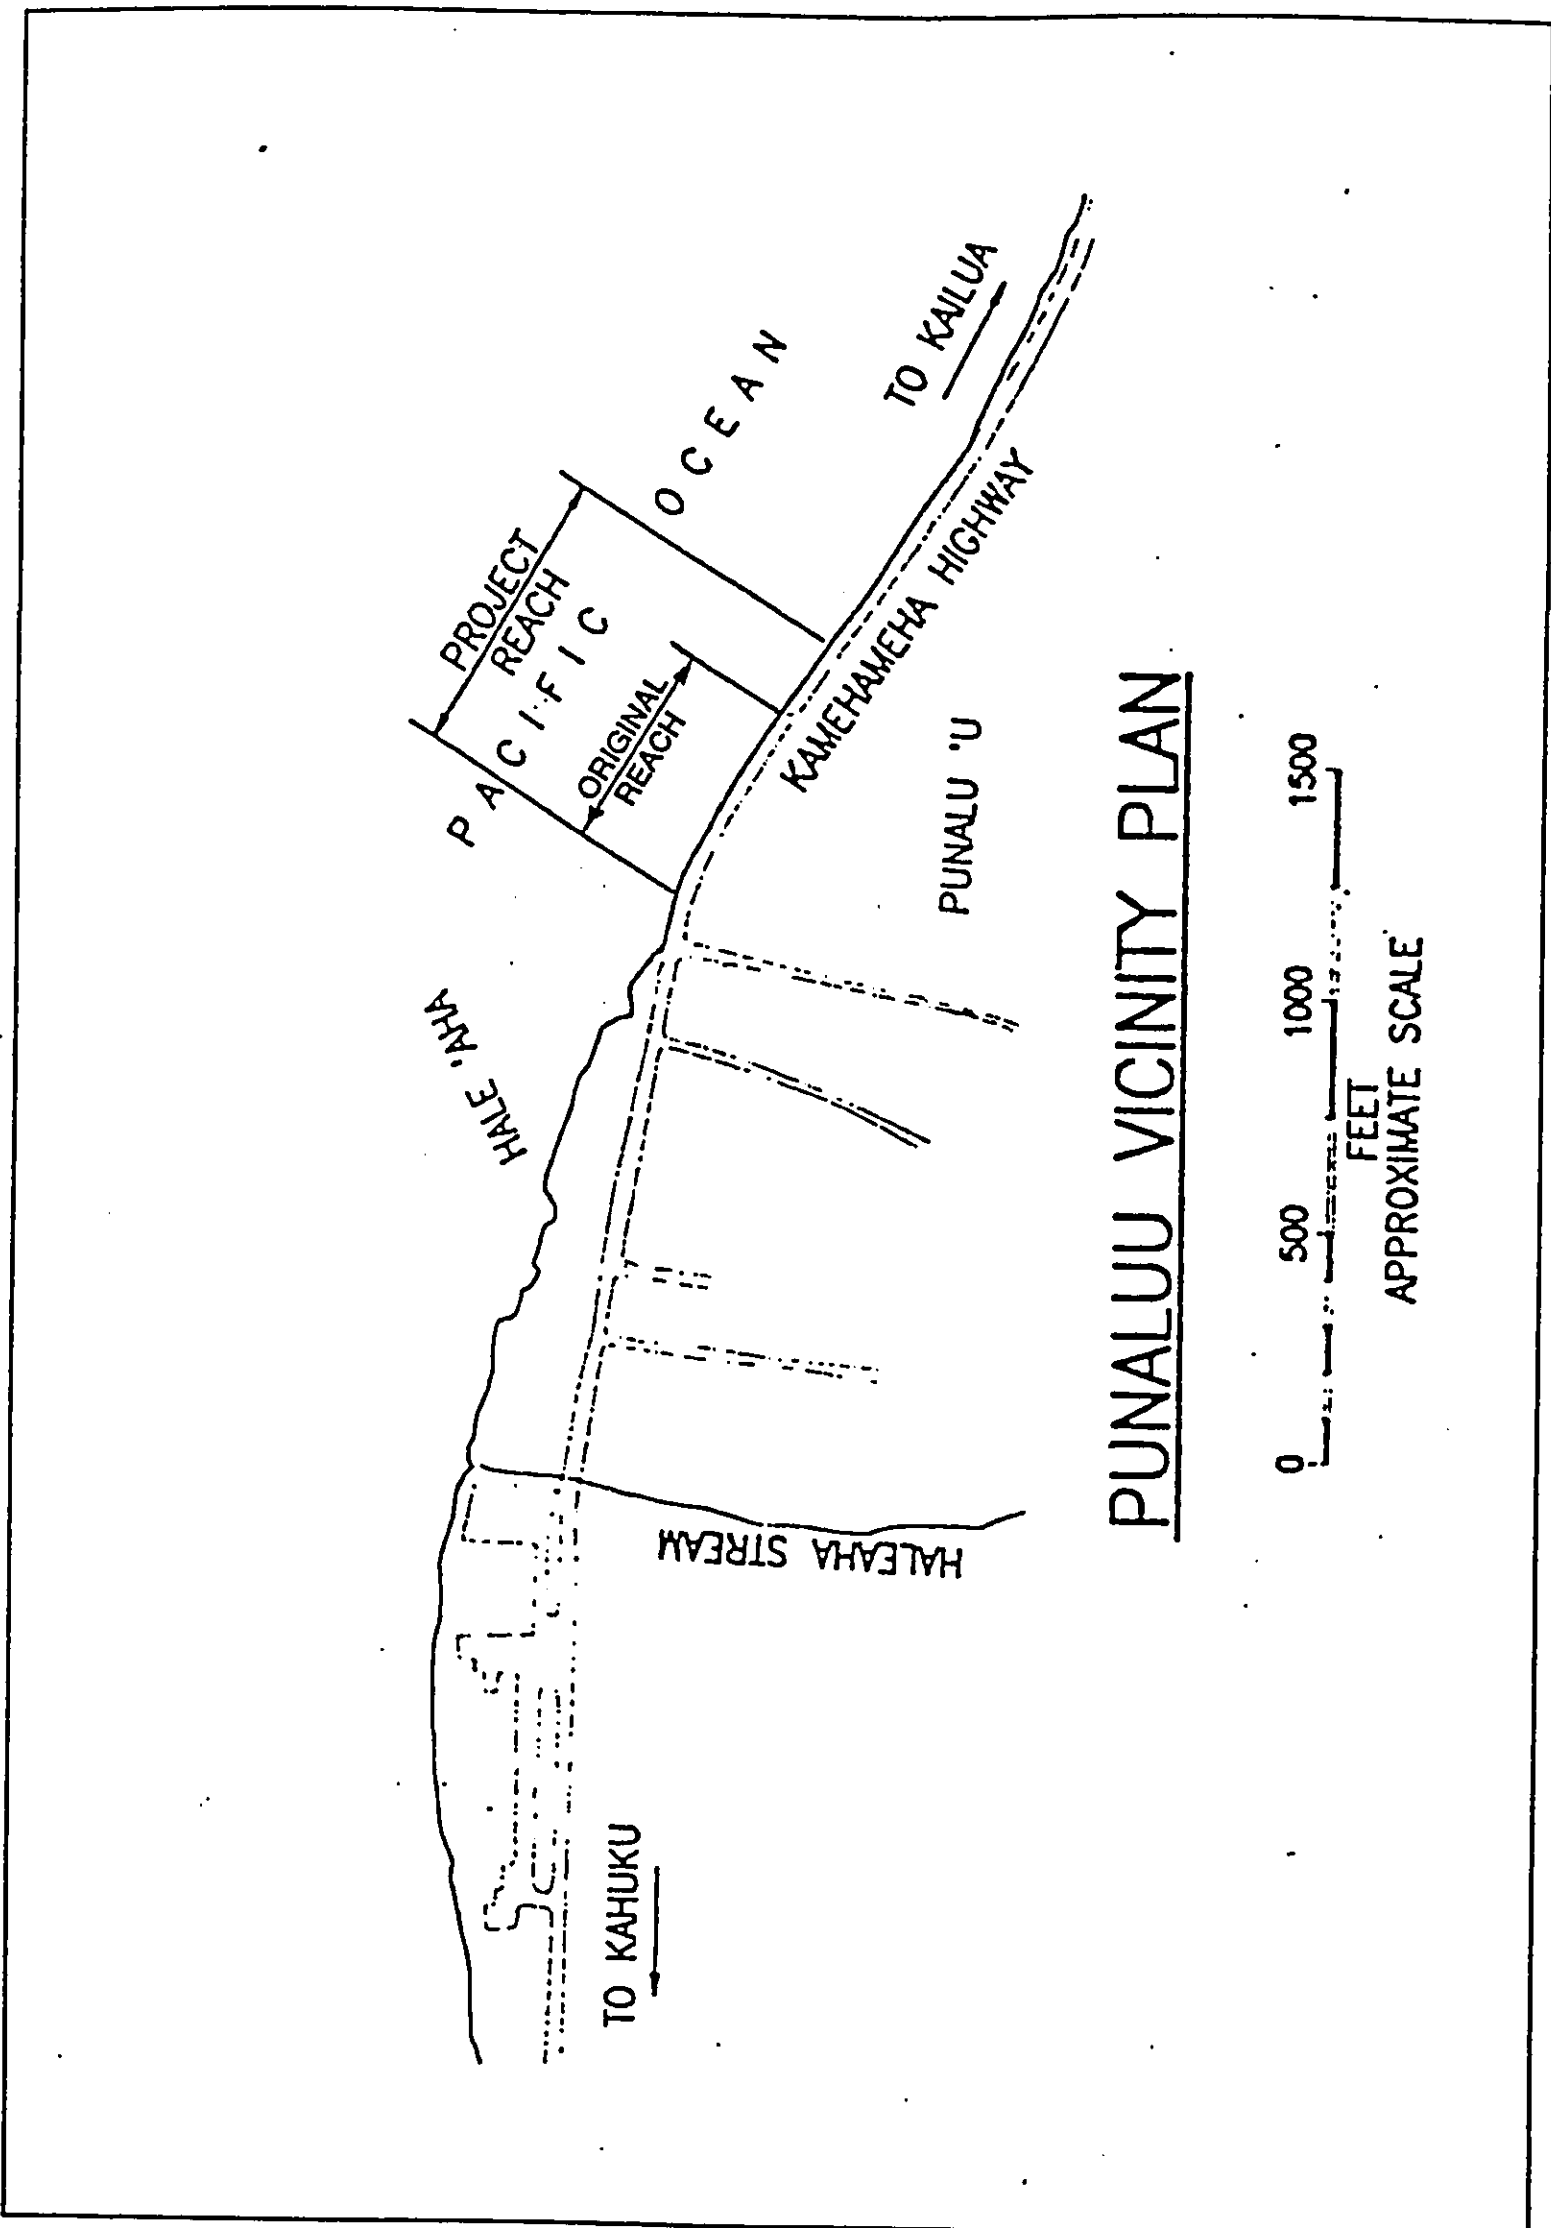 PROJECT
REACH
PACIFIC
OCEAN
ORIGINAL
REACH
HALE 'AHA
TO KAILUA
KAMEHAMEHA HIGHWAY
PUNALU 'U
HALEAHA STREAM
TO KAHUKU
PUNALUU VICINITY PLAN
0 500 1000 1500
FEET
APPROXIMATE SCALE